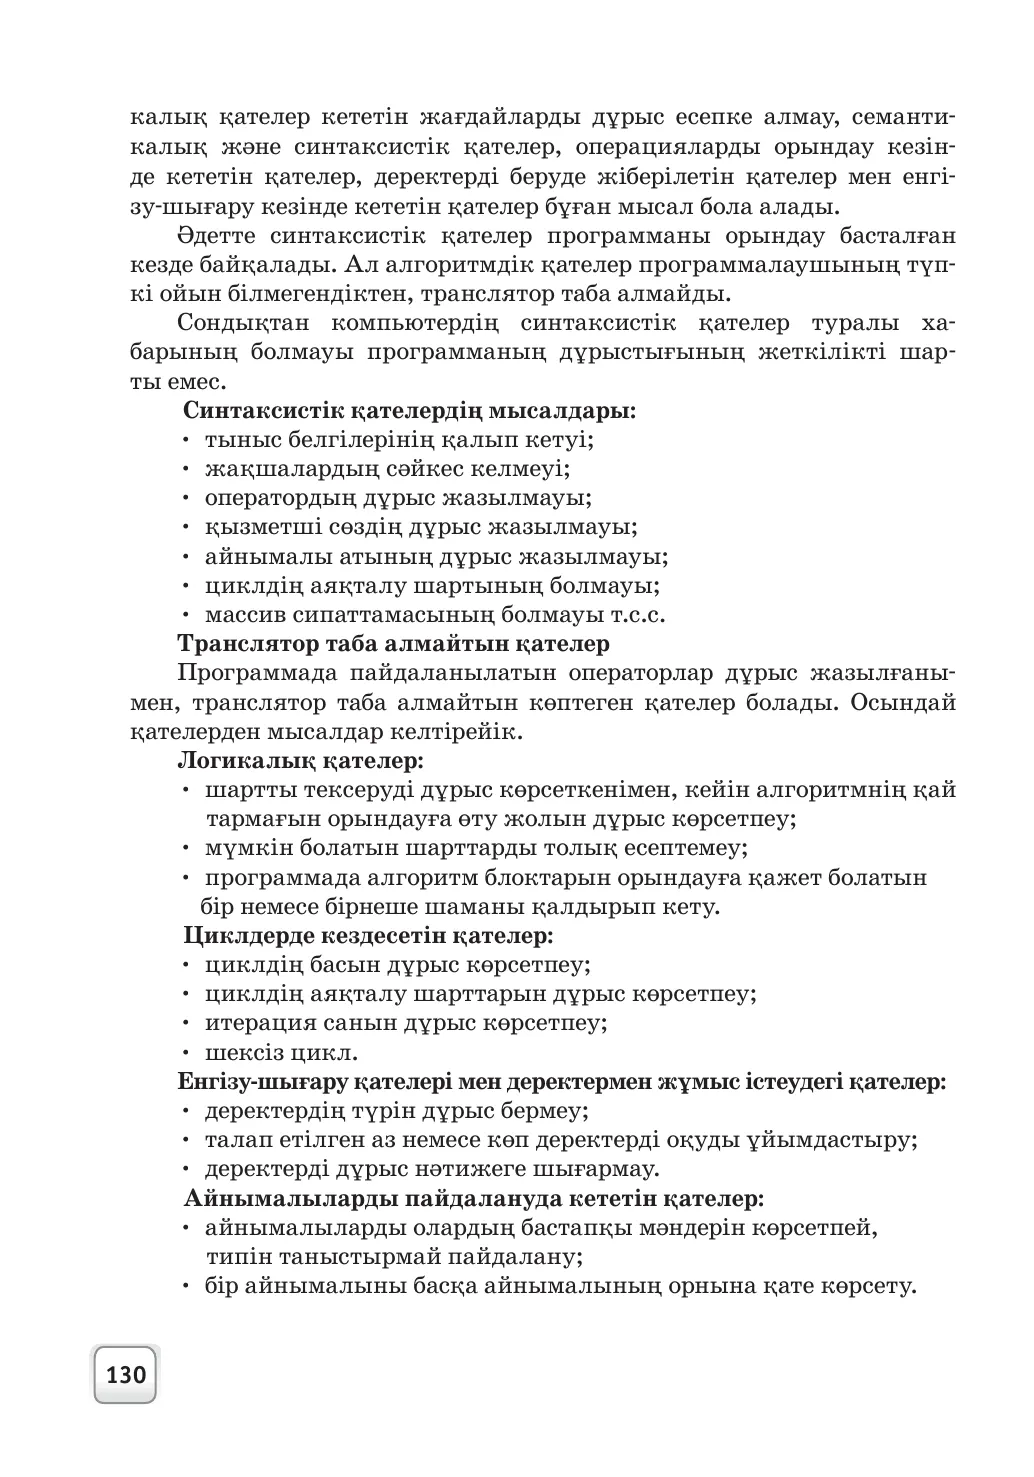 калық қателер кететін жағдайларды дұрыс есепке алмау, семанти-
калық және синтаксистік қателер, операцияларды орындау кезін-
де кететін қателер, деректерді беруде жіберілетін қателер мен енгі-
зу-шығару кезінде кететін қателер бұған мысал бола алады.
Әдетте синтаксистік қателер программаны орындау басталған
кезде байқалады. Ал алгоритмдік қателер программалаушының түп-
кі ойын білмегендіктен, транслятор таба алмайды.
Сондықтан компьютердің синтаксистік қателер туралы ха-
барының болмауы программаның дұрыстығының жеткілікті шар-
ты емес.
Синтаксистік қателердің мысалдары:
• тыныс белгілерінің қалып кетуі;
• жақшалардың сәйкес келмеуі;
• оператордың дұрыс жазылмауы;
• қызметші сөздің дұрыс жазылмауы;
• айнымалы атының дұрыс жазылмауы;
• циклдің аяқталу шартының болмауы;
• массив сипаттамасының болмауы т.с.с.
Транслятор таба алмайтын қателер
Программада пайдаланылатын операторлар дұрыс жазылғаны-
мен, транслятор таба алмайтын көптеген қателер болады. Осындай
қателерден мысалдар келтірейік.
Логикалық қателер:
• шартты тексеруді дұрыс көрсеткенімен, кейін алгоритмнің қай
тармағын орындауға өту жолын дұрыс көрсетпеу;
• мүмкін болатын шарттарды толық есептемеу;
• программада алгоритм блоктарын орындауға қажет болатын
бір немесе бірнеше шаманы қалдырып кету.
Циклдерде кездесетін қателер:
• циклдің басын дұрыс көрсетпеу;
• циклдің аяқталу шарттарын дұрыс көрсетпеу;
• итерация санын дұрыс көрсетпеу;
• шексіз цикл.
Енгізу-шығару қателері мен деректермен жұмыс істеудегі қателер:
• деректердің түрін дұрыс бермеу;
• талап етілген аз немесе көп деректерді оқуды ұйымдастыру;
• деректерді дұрыс нәтижеге шығармау.
Айнымалыларды пайдалануда кететін қателер:
• айнымалыларды олардың бастапқы мәндерін көрсетпей,
типін таныстырмай пайдалану;
• бір айнымалыны басқа айнымалының орнына қате көрсету.
130